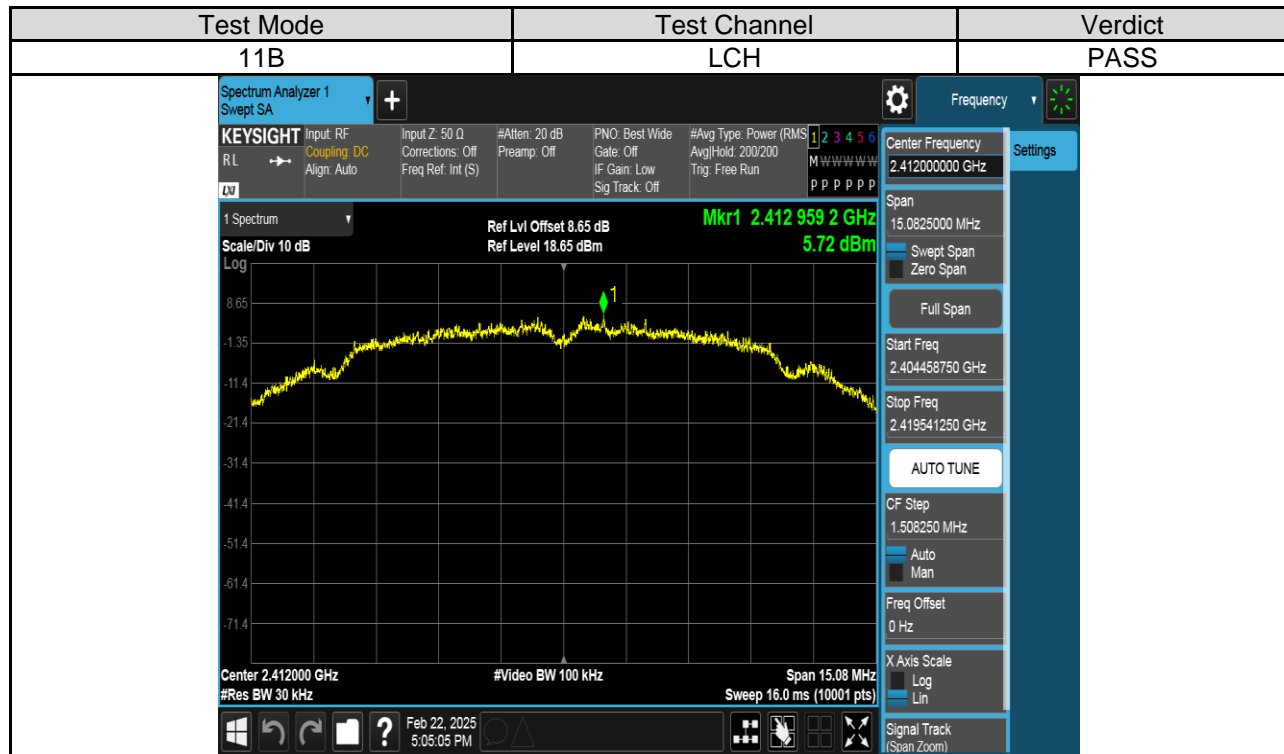 Test Mode Test Channel Verdict
11B LCH PASS
Spectrum Analyzer 1
Swept SA
+
Frequency
KEYSIGHT
RL
LXI
Input: RF
Coupling: DC
Align: Auto
Input Z: 50 Ω
Corrections: Off
Freq Ref: Int (S)
#Atten: 20 dB
Preamp: Off
PNO: Best Wide
Gate: Off
IF Gain: Low
Sig Track: Off
#Avg Type: Power (RMS
Avg|Hold: 200/200
Trig: Free Run
1 2 3 4 5 6
M W W W W W
P P P P P P
1 Spectrum
Scale/Div 10 dB
Ref Lvl Offset 8.65 dB
Ref Level 18.65 dBm
Mkr1 2.412 959 2 GHz
5.72 dBm
Log
1
8.65
-1.35
-11.4
-21.4
-31.4
-41.4
-51.4
-61.4
-71.4
Center 2.412000 GHz
#Res BW 30 kHz
#Video BW 100 kHz
Span 15.08 MHz
Sweep 16.0 ms (10001 pts)
Center Frequency
2.412000000 GHz
Settings
Span
15.0825000 MHz
Swept Span
Zero Span
Full Span
Start Freq
2.404458750 GHz
Stop Freq
2.419541250 GHz
AUTO TUNE
CF Step
1.508250 MHz
Auto
Man
Freq Offset
0 Hz
X Axis Scale
Log
Lin
Signal Track
(Span Zoom)
?
Feb 22, 2025
5:05:05 PM